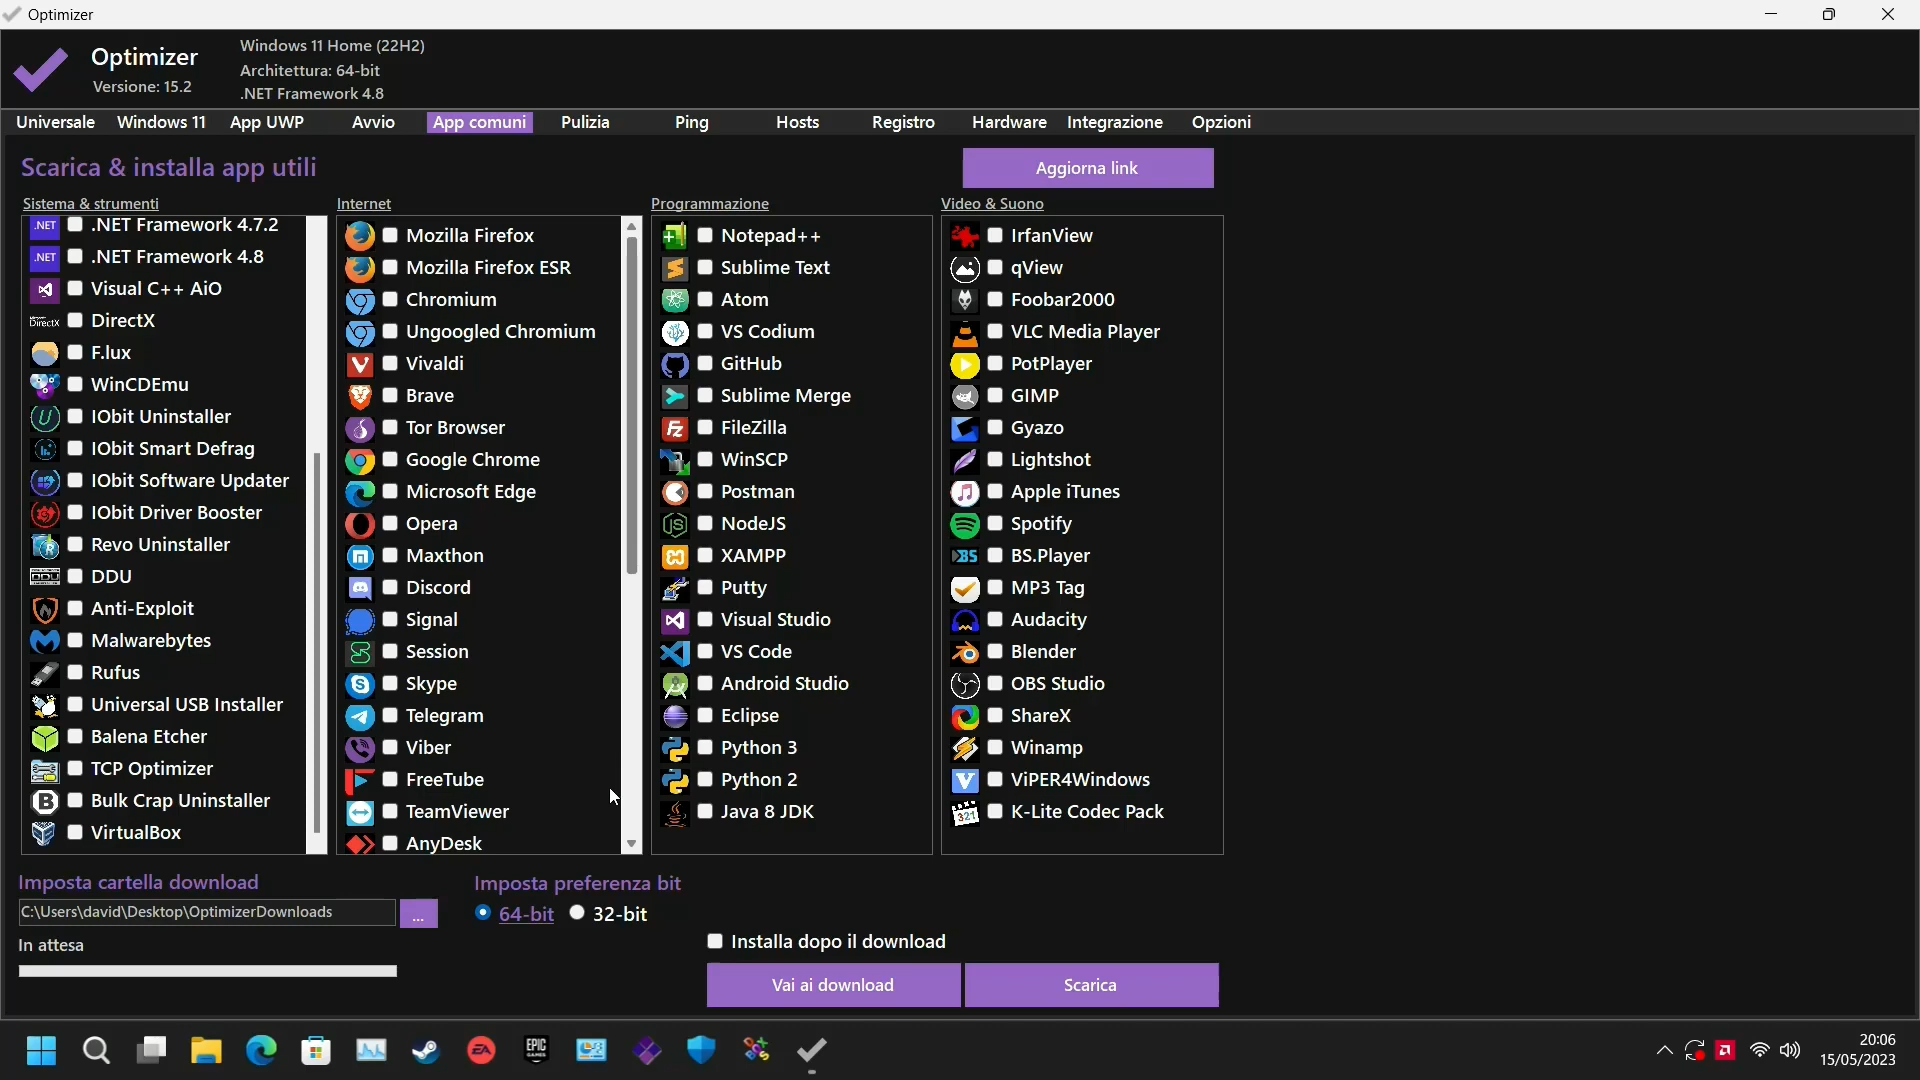 Optimizer
Optimizer
Versione: 15.2
Windows 11 Home (22H2)
Architettura: 64-bit
.NET Framework 4.8
Universale Windows 11 App UWP Avvio App comuni Pulizia Ping Hosts Registro Hardware Integrazione Opzioni
Scarica & installa app utili
Aggiorna link
Sistema & strumenti
.NET .NET Framework 4.7.2
.NET .NET Framework 4.8
Visual C++ AiO
DirectX DirectX
F.lux
WinCDEmu
IObit Uninstaller
IObit Smart Defrag
IObit Software Updater
IObit Driver Booster
Revo Uninstaller
DDU DDU
Anti-Exploit
Malwarebytes
Rufus
Universal USB Installer
Balena Etcher
TCP Optimizer
Bulk Crap Uninstaller
VirtualBox
Internet
Mozilla Firefox
Mozilla Firefox ESR
Chromium
Ungoogled Chromium
Vivaldi
Brave
Tor Browser
Google Chrome
Microsoft Edge
Opera
Maxthon
Discord
Signal
Session
Skype
Telegram
Viber
FreeTube
TeamViewer
AnyDesk
Programmazione
Notepad++
Sublime Text
Atom
VS Codium
GitHub
Sublime Merge
FileZilla
WinSCP
Postman
NodeJS
XAMPP
Putty
Visual Studio
VS Code
Android Studio
Eclipse
Python 3
Python 2
Java 8 JDK
Video & Suono
IrfanView
qView
Foobar2000
VLC Media Player
PotPlayer
GIMP
Gyazo
Lightshot
Apple iTunes
Spotify
BS BS.Player
MP3 Tag
Audacity
Blender
OBS Studio
ShareX
Winamp
ViPER4Windows
321 K-Lite Codec Pack
Imposta cartella download
C:\Users\david\Desktop\OptimizerDownloads
...
In attesa
Imposta preferenza bit
64-bit 32-bit
Installa dopo il download
Vai ai download
Scarica
EA
EPIC GAMES
20:06
15/05/2023